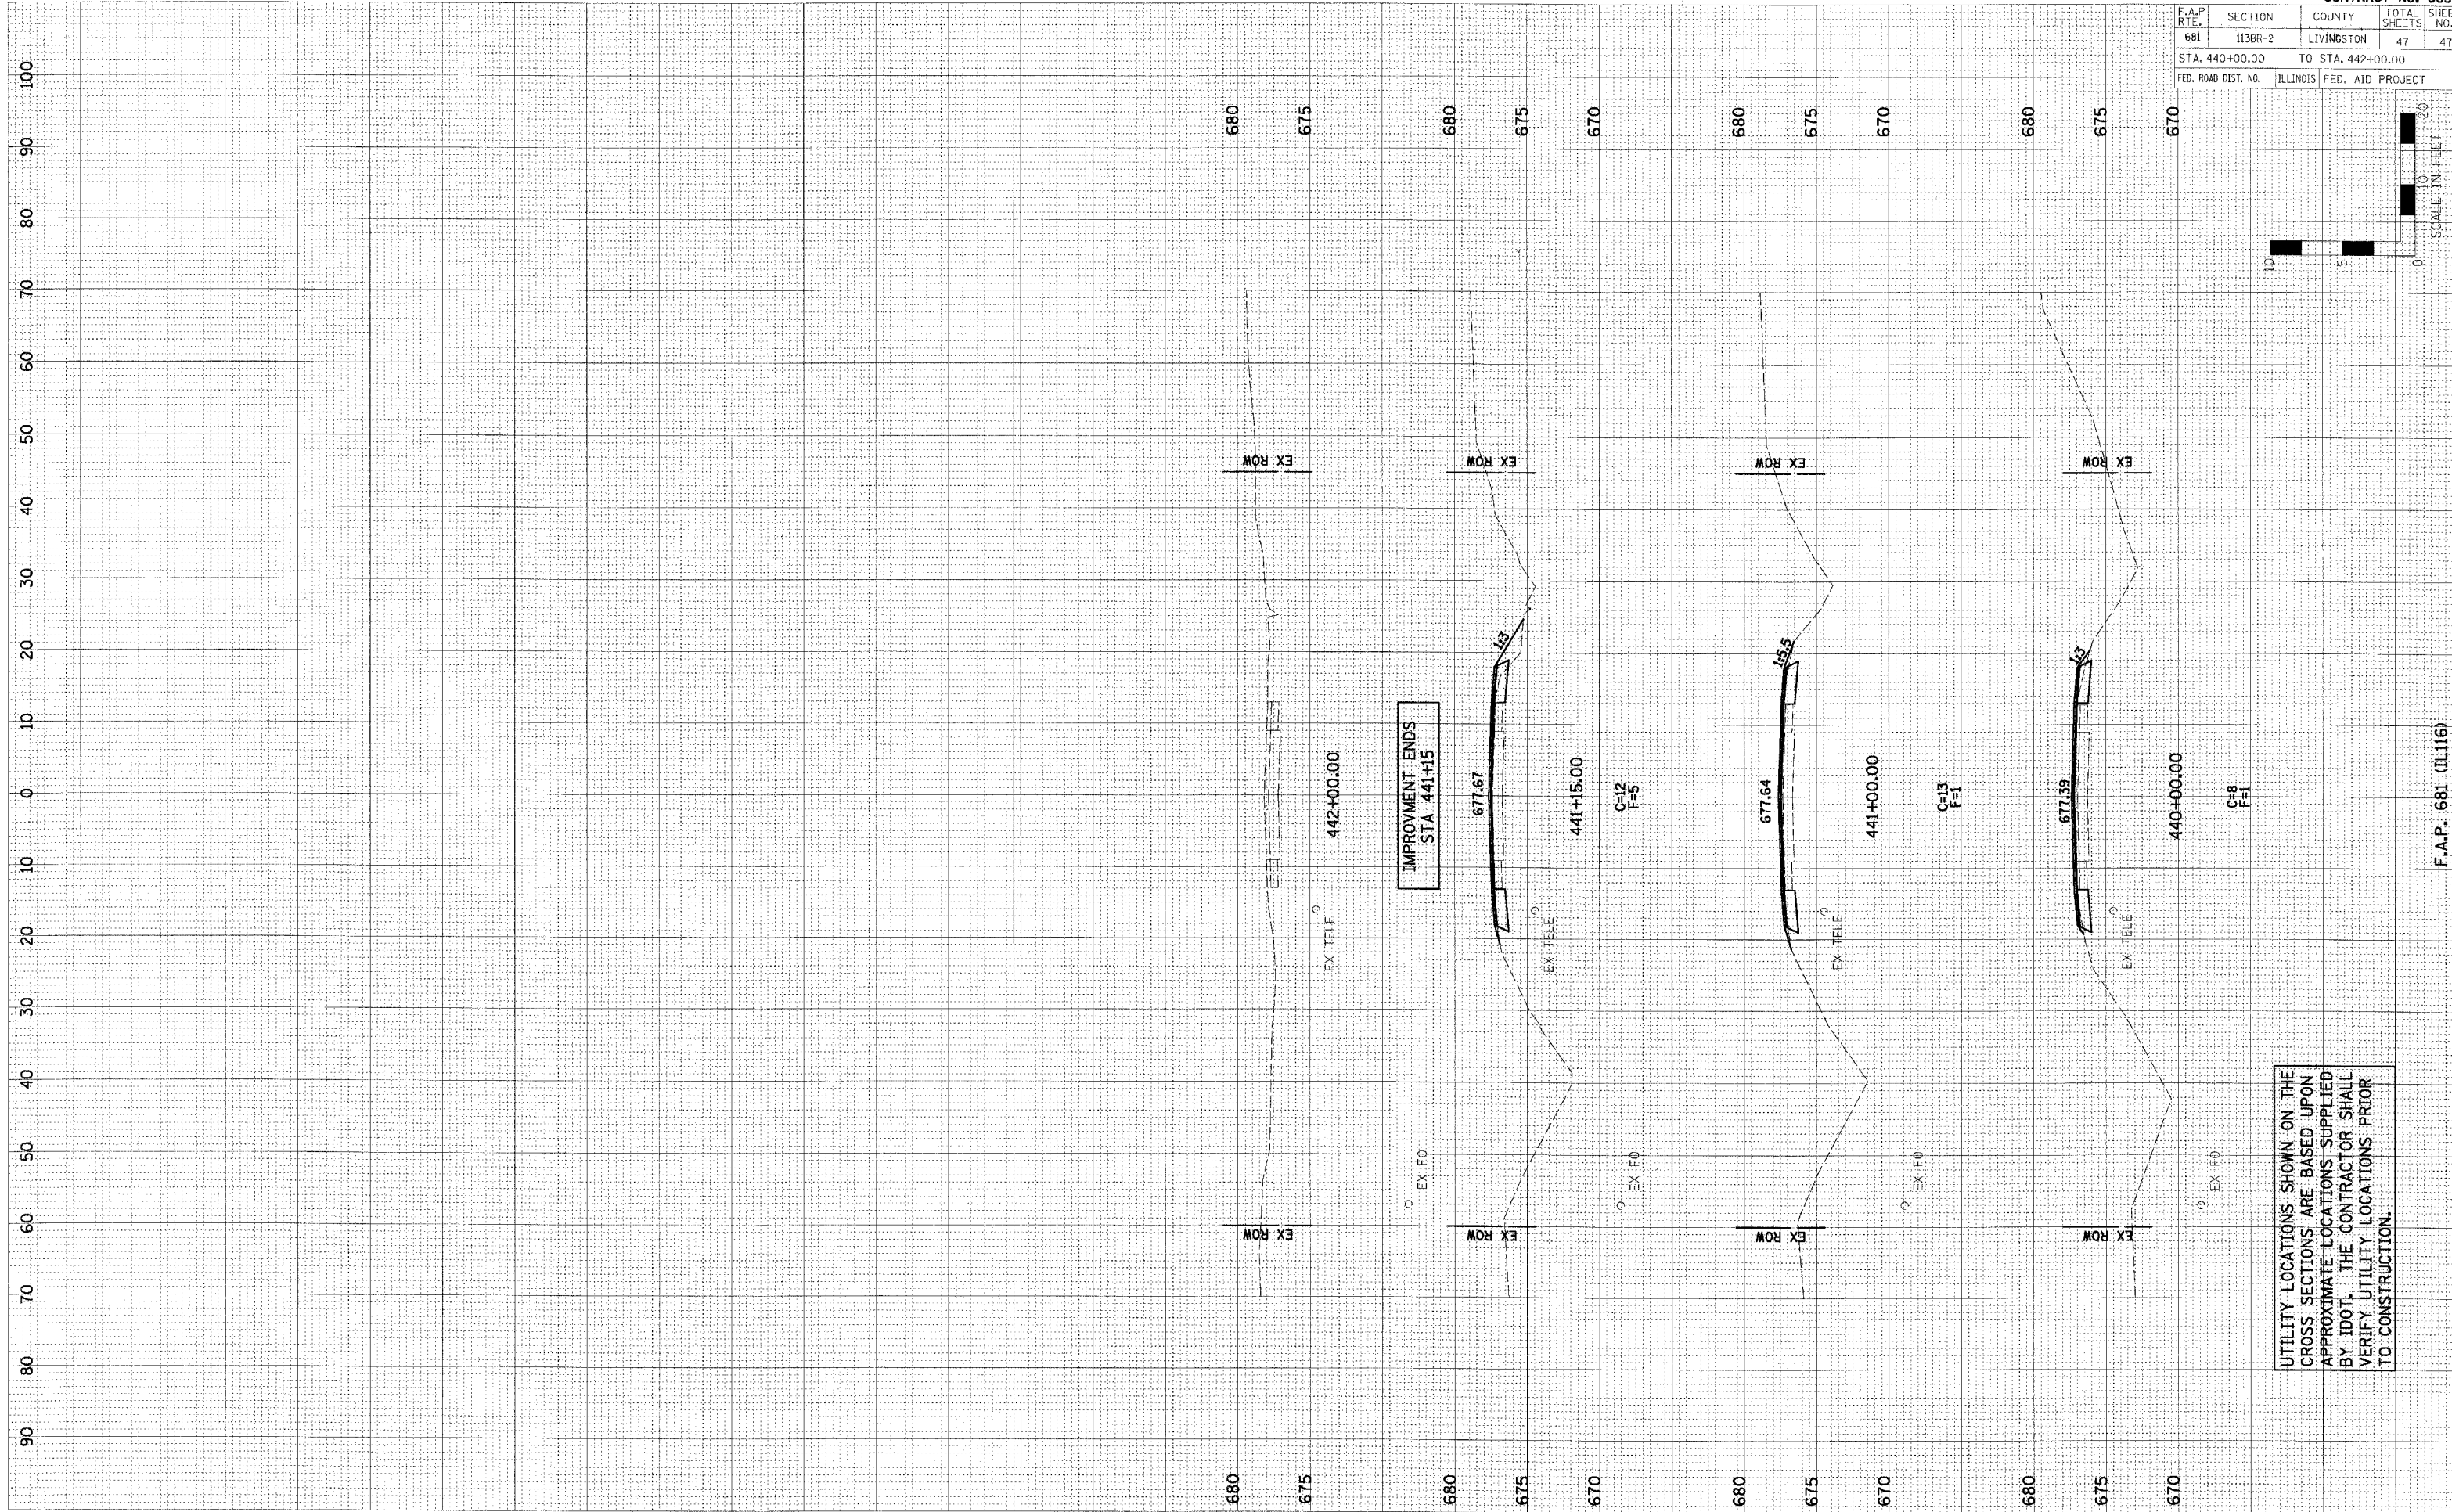 F.A.P. RTE.
SECTION
COUNTY
TOTAL SHEETS
681
113BR-2
LIVINGSTON
47
47
STA. 440+00.00 TO STA. 442+00.00
FED. ROAD DIST. NO. ILLINOIS FED. AID PROJECT
100
90
80
70
60
50
40
30
20
10
0
10
20
30
40
50
60
70
80
90
680
675
EX ROW
442+00.00
EX TELE
EX FO
EX ROW
680
675
IMPROVMENT ENDS
STA 441+15
680
675
670
EX ROW
1:3
677.67
441+15.00
C=12
F=5
EX TELE
EX FO
EX ROW
680
675
670
680
675
670
EX ROW
1:5.5
677.64
441+00.00
C=13
F=1
EX TELE
EX FO
EX ROW
680
675
670
680
675
670
EX ROW
1:3
677.39
440+00.00
C=8
F=1
EX TELE
EX FO
EX ROW
680
675
670
10
5
0
10
20
SCALE IN FEET
F.A.P. 681 (IL116)
UTILITY LOCATIONS SHOWN ON THE
CROSS SECTIONS ARE BASED UPON
APPROXIMATE LOCATIONS SUPPLIED
BY IDOT. THE CONTRACTOR SHALL
VERIFY UTILITY LOCATIONS PRIOR
TO CONSTRUCTION.